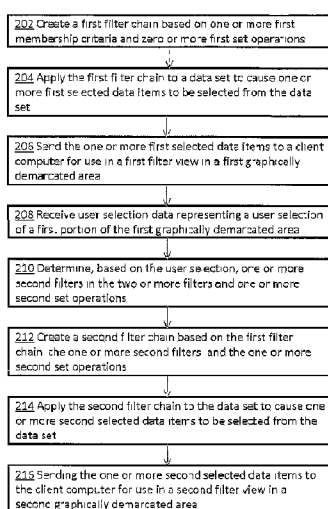 202 Create a first filter chain based on one or more first
membership criteria and zero or more first set operations
204 Apply the first filter chain to a data set to cause one or
more first selected data items to be selected from the data
set
206 Send the one or more first selected data items to a client
computer for use in a first filter view in a first graphically
demarcated area
208 Receive user selection data representing a user selection
of a first portion of the first graphically demarcated area
210 Determine, based on the user selection, one or more
second filters in the two or more filters and one or more
second set operations
212 Create a second filter chain based on the first filter
chain, the one or more second filters, and the one or more
second set operations
214 Apply the second filter chain to the data set to cause one
or more second selected data items to be selected from the
data set
216 Sending the one or more second selected data items to
the client computer for use in a second filter view in a
second graphically demarcated area